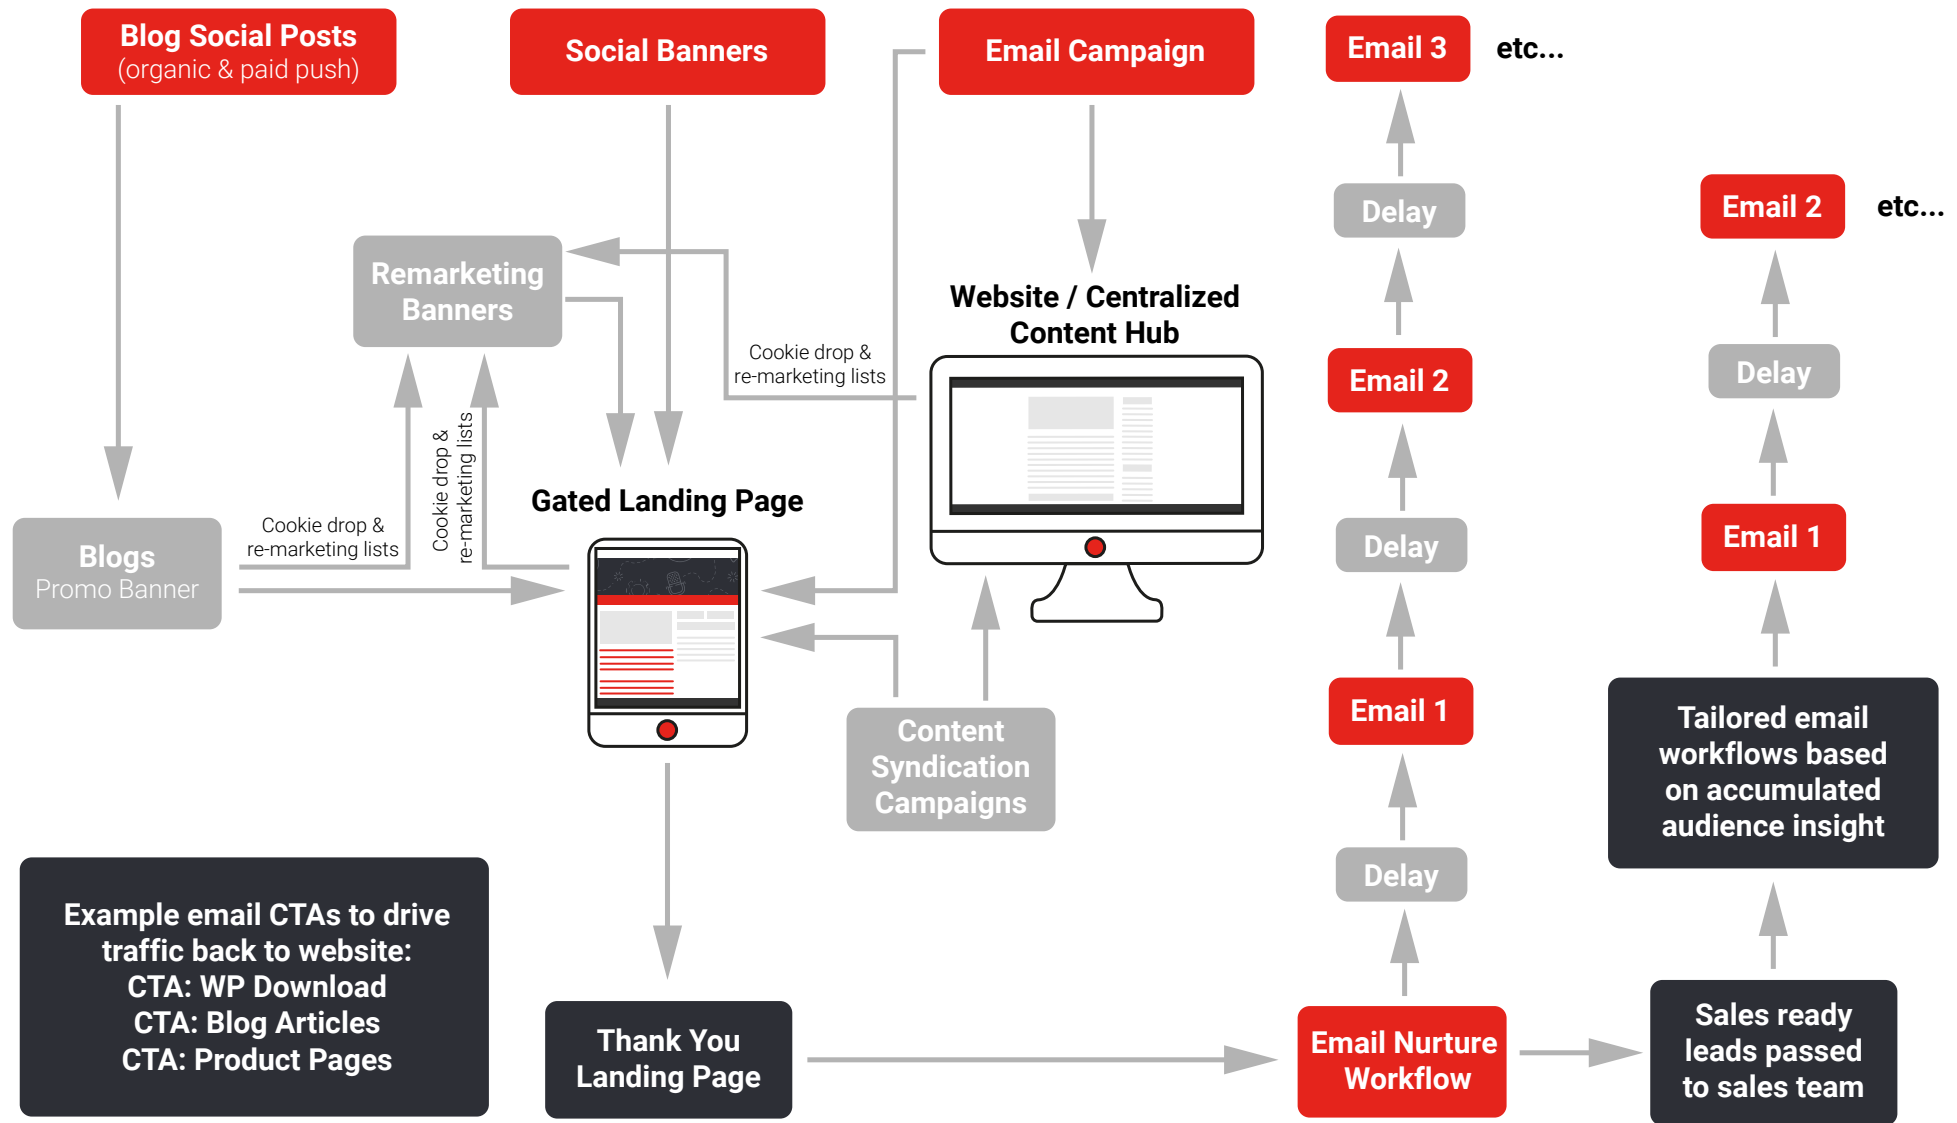 Blog Social Posts
(organic & paid push)
Social Banners
Email Campaign
Email 3
etc...
Delay
Email 2
etc...
Remarketing
Banners
Website / Centralized
Content Hub
Cookie drop &
re-marketing lists
Email 2
Delay
Cookie drop &
re-marketing lists
Gated Landing Page
Cookie drop &
re-marketing lists
Blogs
Promo Banner
Delay
Email 1
Email 1
Content
Syndication
Campaigns
Tailored email
workflows based
on accumulated
audience insight
Delay
Example email CTAs to drive
traffic back to website:
CTA: WP Download
CTA: Blog Articles
CTA: Product Pages
Thank You
Landing Page
Email Nurture
Workflow
Sales ready
leads passed
to sales team